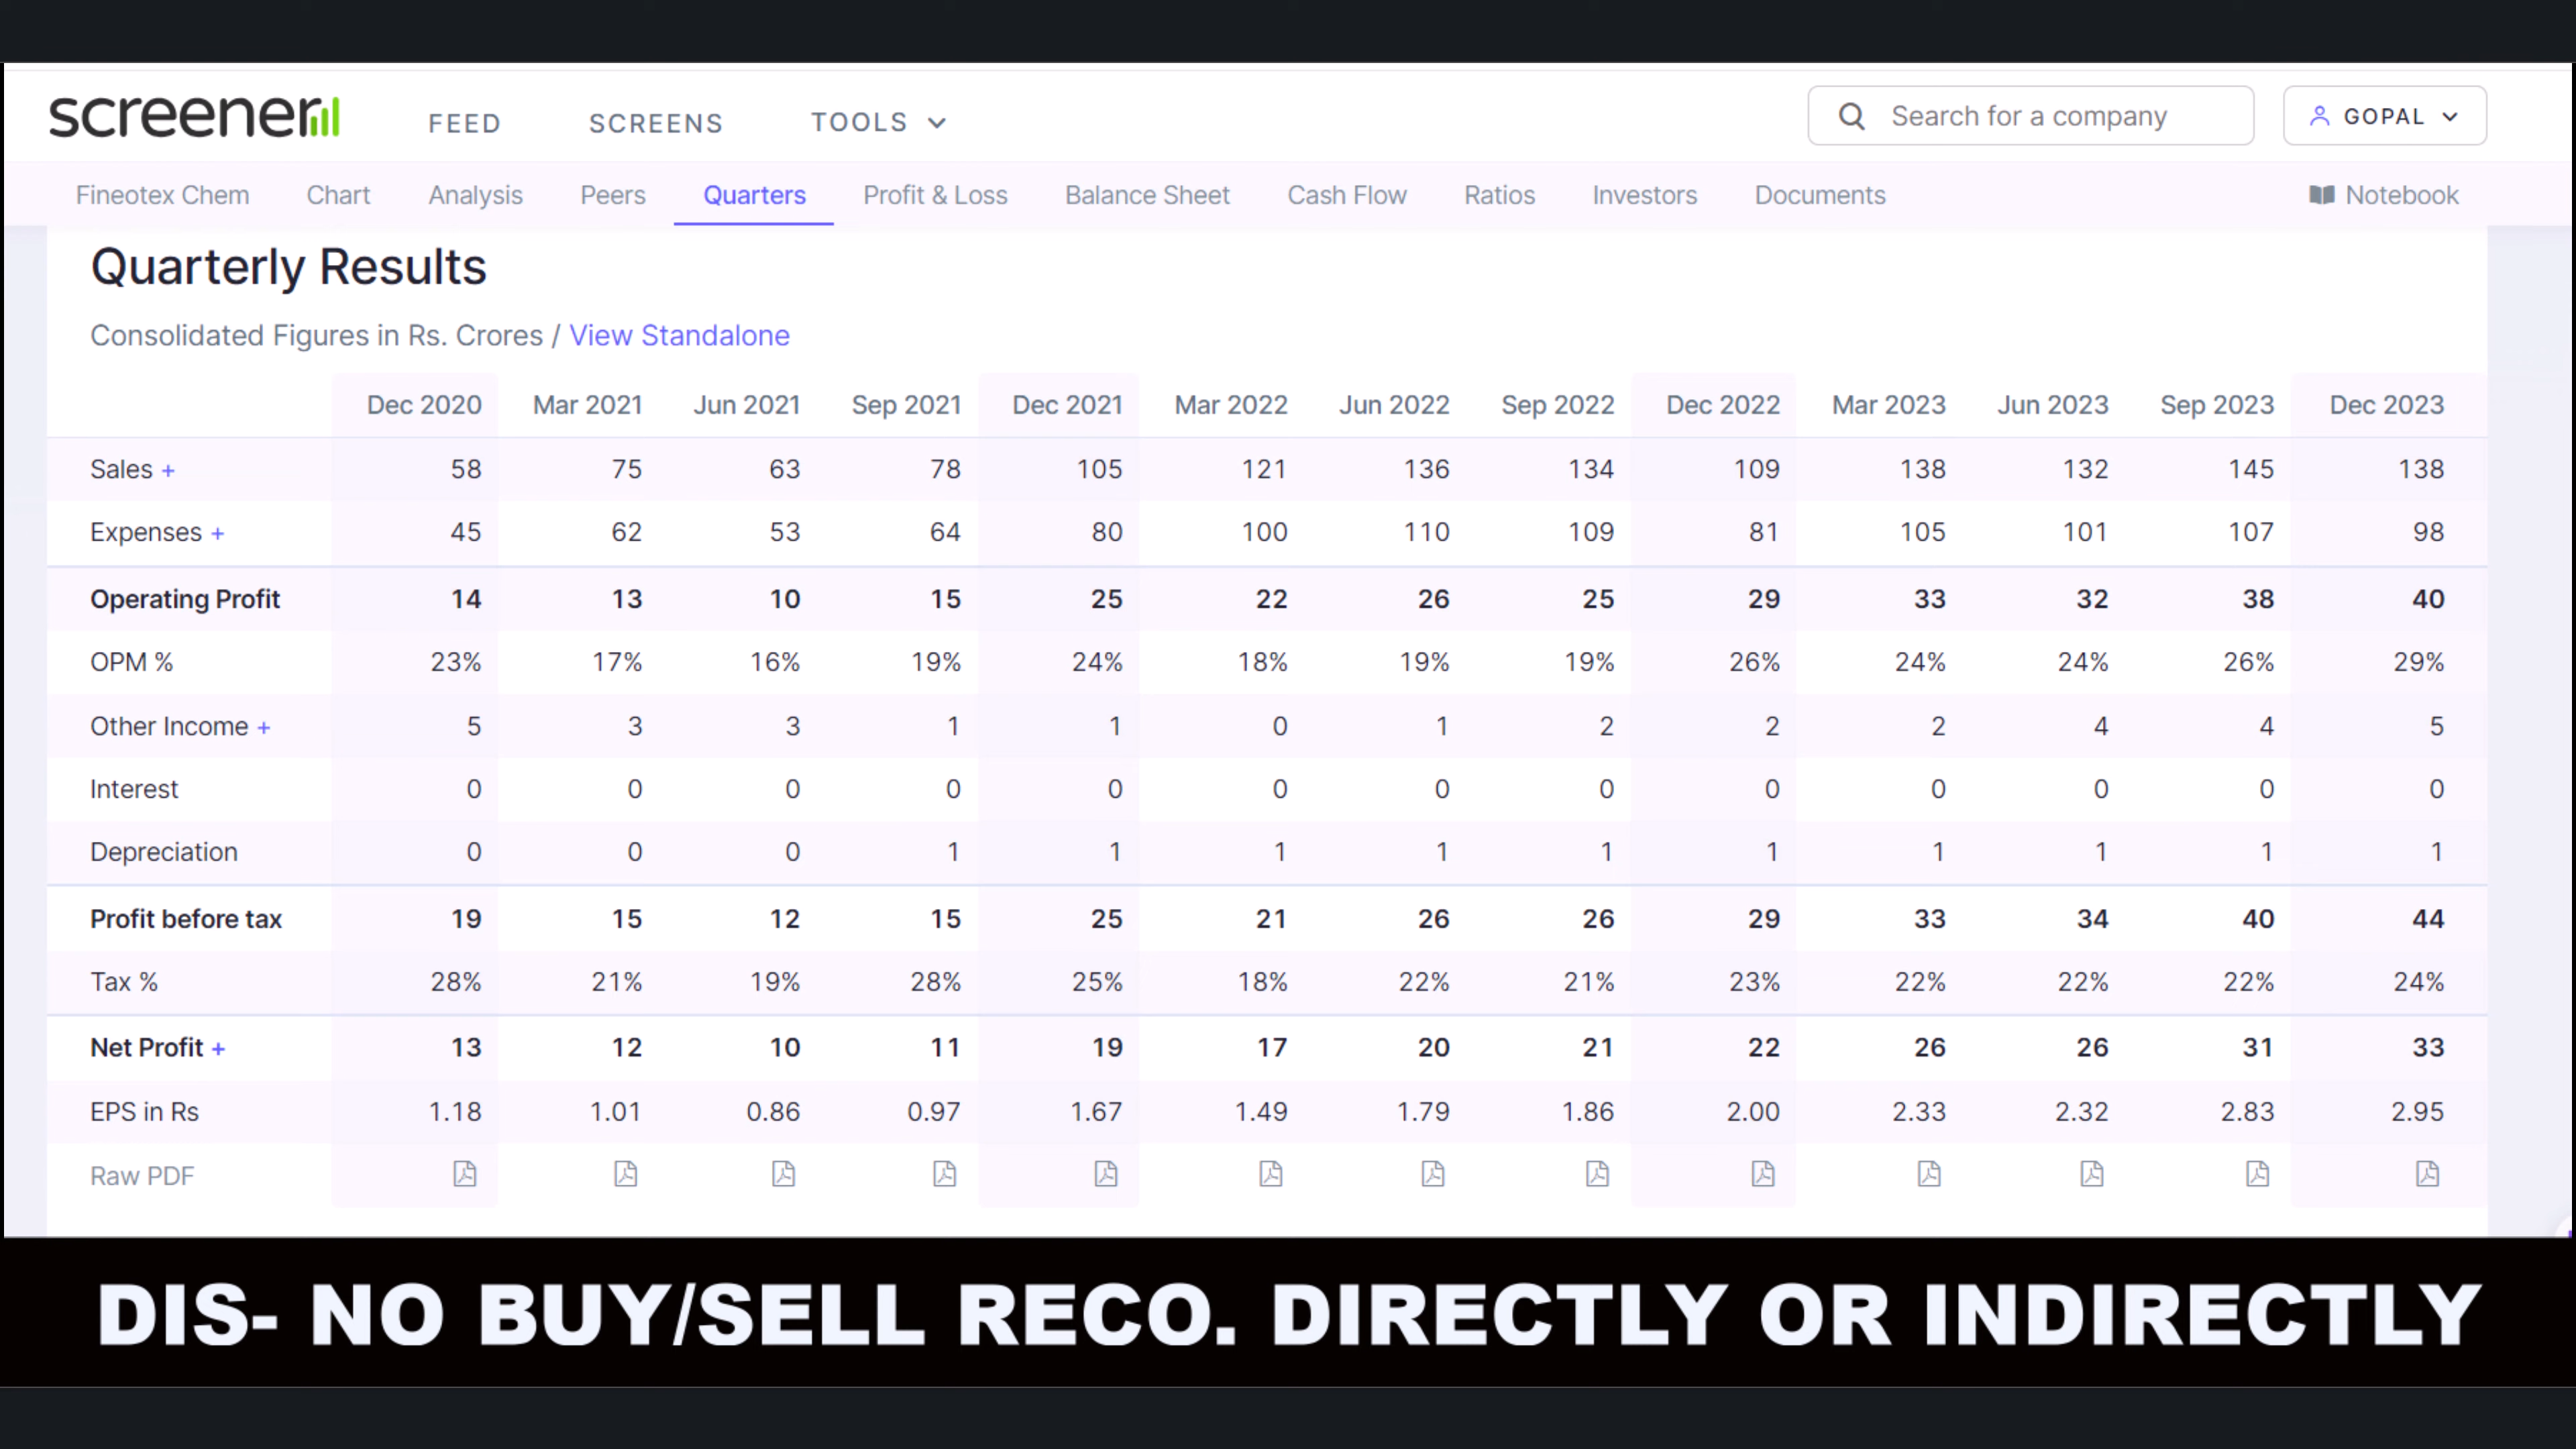 screener FEED SCREENS TOOLS Search for a company GOPAL
Fineotex Chem Chart Analysis Peers Quarters Profit & Loss Balance Sheet Cash Flow Ratios Investors Documents Notebook
Quarterly Results
Consolidated Figures in Rs. Crores / View Standalone
Dec 2020 Mar 2021 Jun 2021 Sep 2021 Dec 2021 Mar 2022 Jun 2022 Sep 2022 Dec 2022 Mar 2023 Jun 2023 Sep 2023 Dec 2023
Sales + 58 75 63 78 105 121 136 134 109 138 132 145 138
Expenses + 45 62 53 64 80 100 110 109 81 105 101 107 98
Operating Profit 14 13 10 15 25 22 26 25 29 33 32 38 40
OPM % 23% 17% 16% 19% 24% 18% 19% 19% 26% 24% 24% 26% 29%
Other Income + 5 3 3 1 1 0 1 2 2 2 4 4 5
Interest 0 0 0 0 0 0 0 0 0 0 0 0 0
Depreciation 0 0 0 1 1 1 1 1 1 1 1 1 1
Profit before tax 19 15 12 15 25 21 26 26 29 33 34 40 44
Tax % 28% 21% 19% 28% 25% 18% 22% 21% 23% 22% 22% 22% 24%
Net Profit + 13 12 10 11 19 17 20 21 22 26 26 31 33
EPS in Rs 1.18 1.01 0.86 0.97 1.67 1.49 1.79 1.86 2.00 2.33 2.32 2.83 2.95
Raw PDF
DIS- NO BUY/SELL RECO. DIRECTLY OR INDIRECTLY